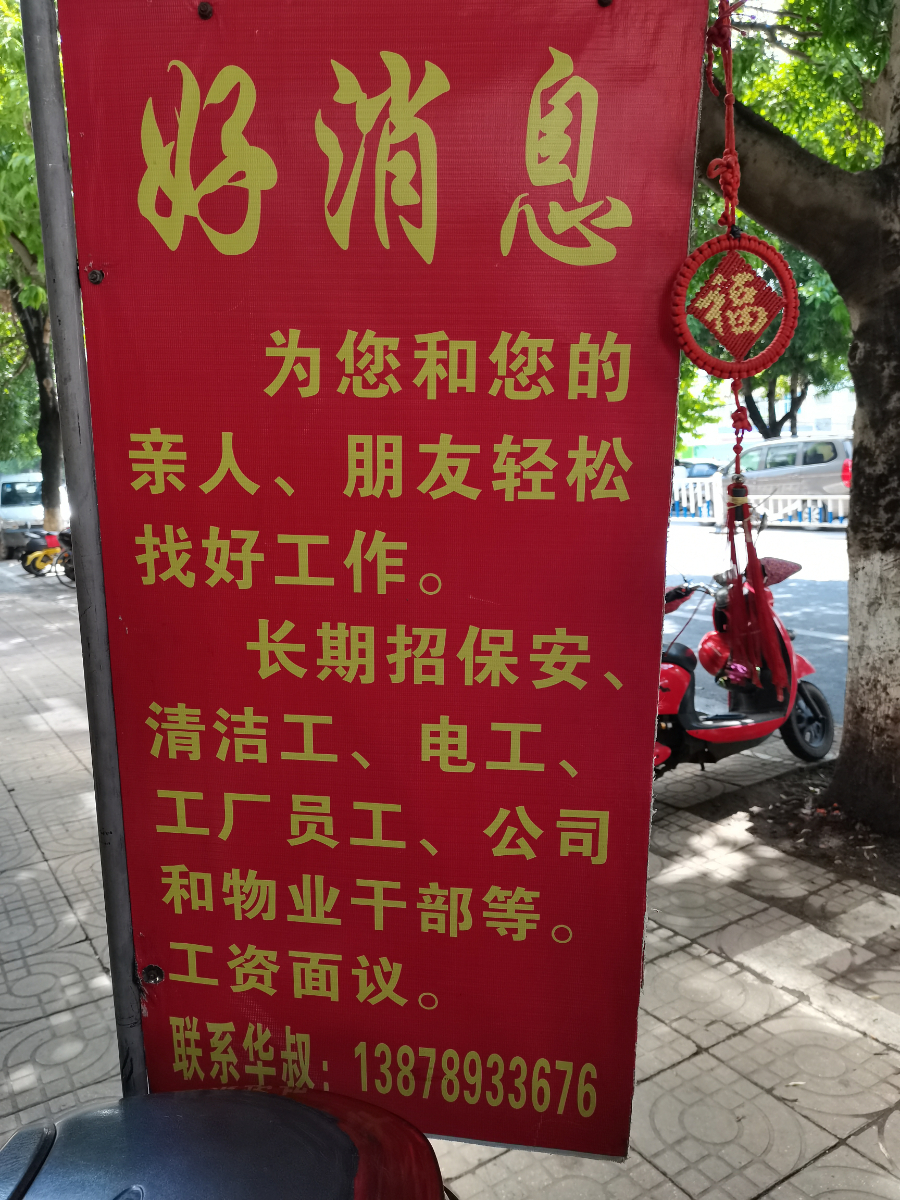 好消息
为您和您的
亲人、朋友轻松
找好工作。
长期招保安、
清洁工、电工、
工厂员工、公司
和物业干部等。
工资面议。
联系华叔：13878933676
福